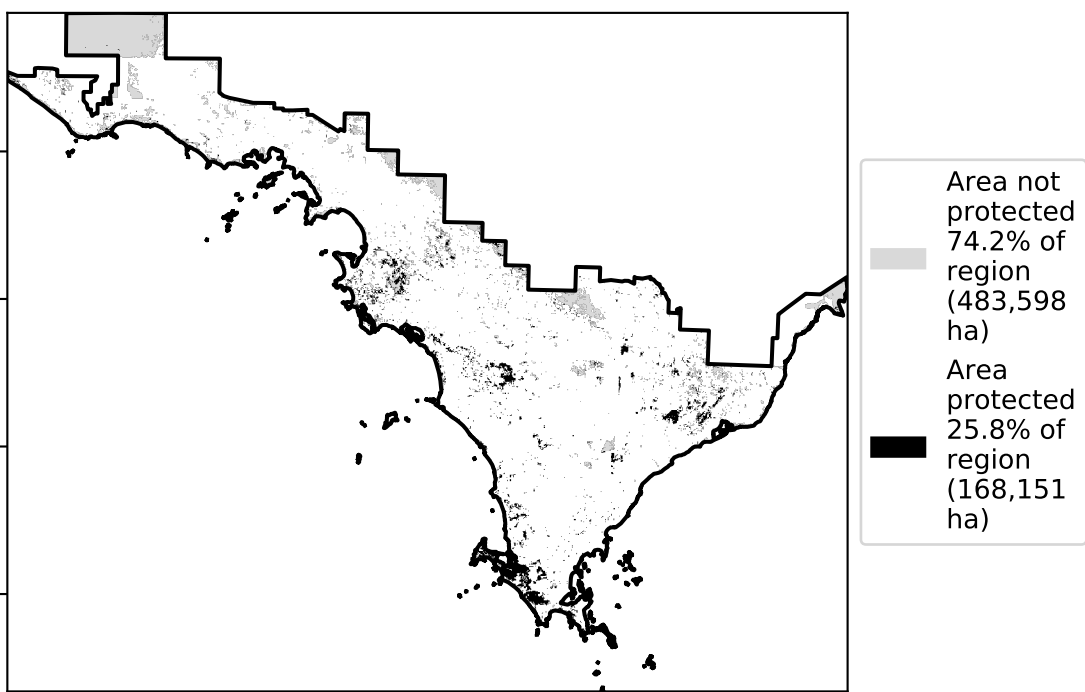 Area not
protected
74.2% of
region
(483,598
ha)
Area
protected
25.8% of
region
(168,151
ha)